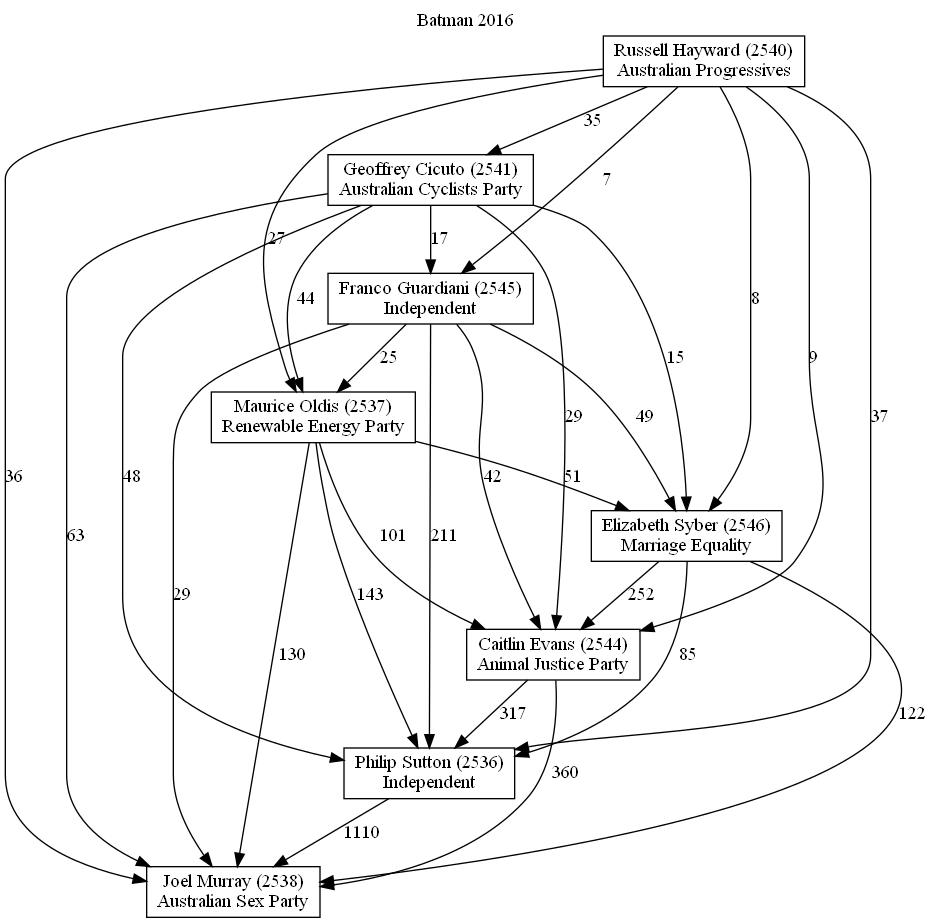 Batman 2016
Russell Hayward (2540)
Australian Progressives
35
Geoffrey Cicuto (2541)
Australian Cyclists Party
7
27
17
Franco Guardiani (2545)
Independent
44
8
25
15
9
Maurice Oldis (2537)
Renewable Energy Party
49
29
37
36
48
42
51
Elizabeth Syber (2546)
Marriage Equality
63
101
211
29
143
252
Caitlin Evans (2544)
Animal Justice Party
130
85
317
122
Philip Sutton (2536)
Independent
360
1110
Joel Murray (2538)
Australian Sex Party